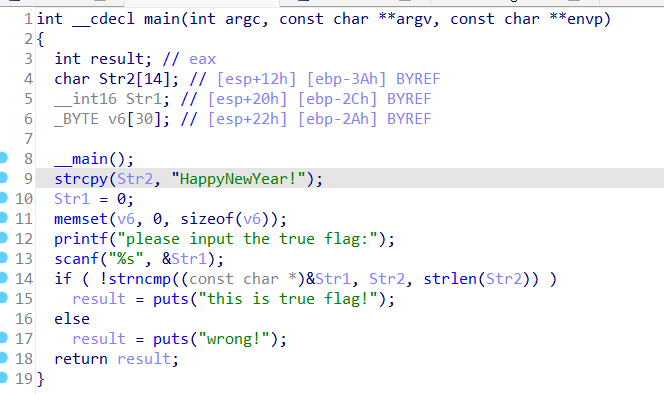 1 int __cdecl main(int argc, const char **argv, const char **envp)
2 {
3   int result; // eax
4   char Str2[14]; // [esp+12h] [ebp-3Ah] BYREF
5   __int16 Str1; // [esp+20h] [ebp-2Ch] BYREF
6   _BYTE v6[30]; // [esp+22h] [ebp-2Ah] BYREF
7
8   __main();
9   strcpy(Str2, "HappyNewYear!");
10   Str1 = 0;
11   memset(v6, 0, sizeof(v6));
12   printf("please input the true flag:");
13   scanf("%s", &Str1);
14   if ( !strncmp((const char *)&Str1, Str2, strlen(Str2)) )
15     result = puts("this is true flag!");
16   else
17     result = puts("wrong!");
18   return result;
19 }